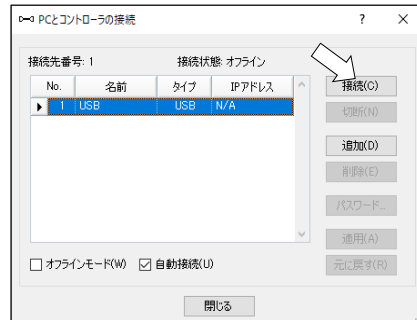 PCとコントローラの接続
接続先番号: 1 接続状態: オフライン
No. 名前 タイプ IPアドレス
1 USB USB N/A
接続(C)
切断(N)
追加(D)
削除(E)
パスワード...
適用(A)
元に戻す(R)
オフラインモード(W) 自動接続(U)
閉じる